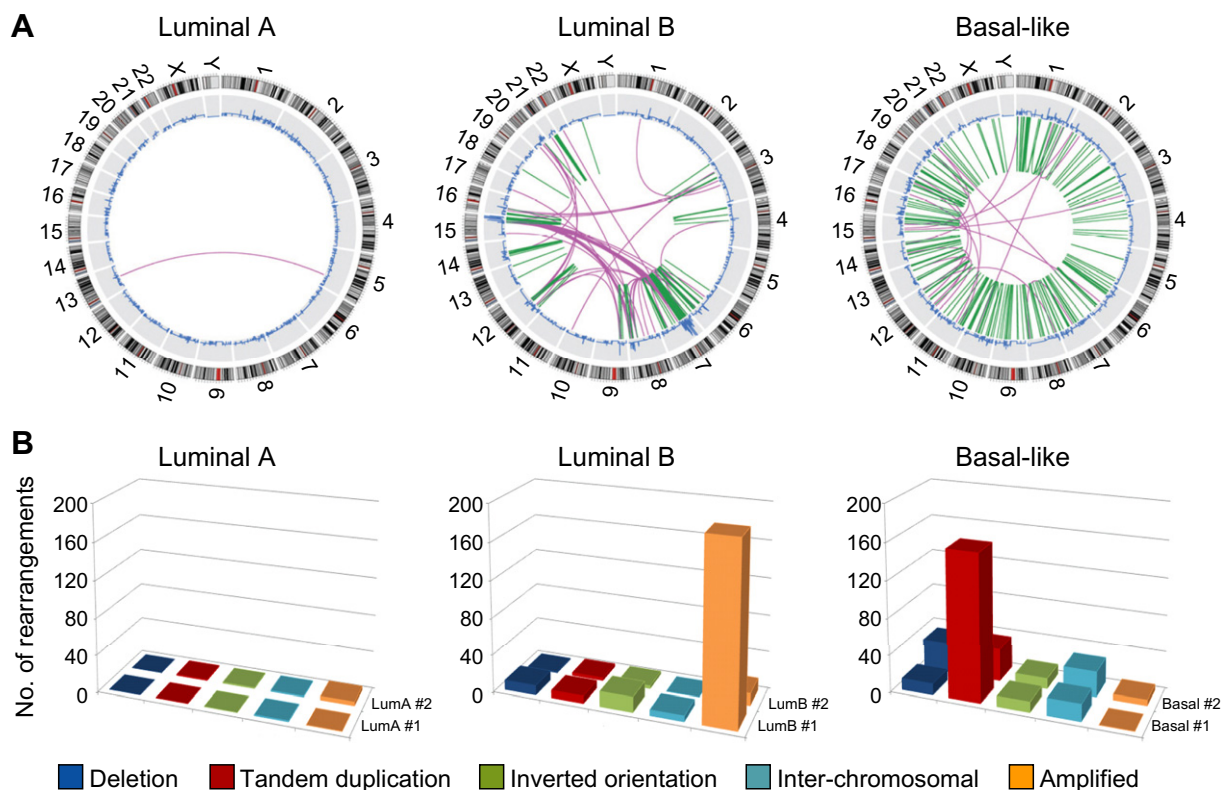 A
Luminal A
Luminal B
Basal-like
1 2 3 4 5 6 7 8 9 10 11 12 13 14 15 16 17 18 19 20 21 22 X Y
1 2 3 4 5 6 7 8 9 10 11 12 13 14 15 16 17 18 19 20 21 22 X Y
1 2 3 4 5 6 7 8 9 10 11 12 13 14 15 16 17 18 19 20 21 22 X Y
B
Luminal A
Luminal B
Basal-like
No. of rearrangements
200
160
120
80
40
0
LumA #2
LumA #1
200
160
120
80
40
0
LumB #2
LumB #1
200
160
120
80
40
0
Basal #2
Basal #1
Deletion
Tandem duplication
Inverted orientation
Inter-chromosomal
Amplified